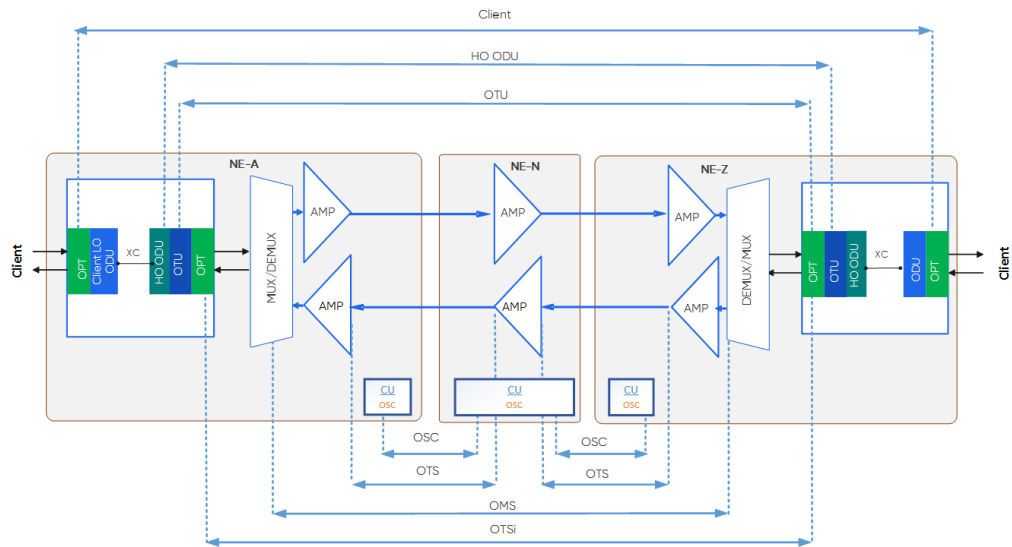 Client
HO ODU
OTU
NE-A
NE-N
NE-Z
AMP
AMP
AMP
Client
OPT
Client LO
ODU
XC
HO ODU
OTU
OPT
MUX/DEMUX
DEMUX/MUX
OPT
OTU
HO ODU
XC
ODU
OPT
Client
AMP
AMP
AMP
CU
OSC
CU
OSC
CU
OSC
OSC
OSC
OTS
OTS
OMS
OTSi